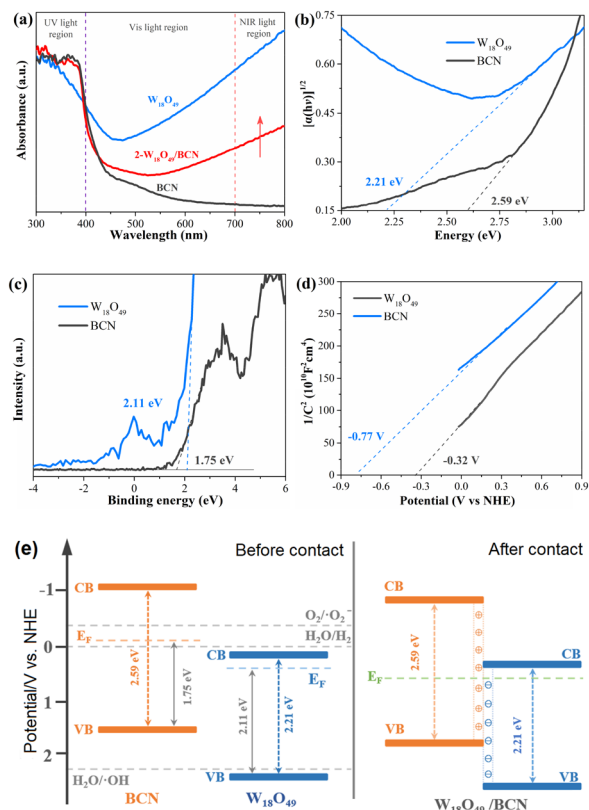 (a)
UV light region
Vis light region
NIR light region
W18O49
2-W18O49/BCN
BCN
Absorbance (a.u.)
300 400 500 600 700 800
Wavelength (nm)
(b)
W18O49
BCN
[α(hν)]1/2
0.75
0.60
0.45
0.30
0.15
2.21 eV
2.59 eV
2.00 2.25 2.50 2.75 3.00
Energy (eV)
(c)
W18O49
BCN
Intensity (a.u.)
2.11 eV
1.75 eV
-4 -2 0 2 4 6
Binding energy (eV)
(d)
W18O49
BCN
1/C2 (1010F2cm4)
300
250
200
150
100
50
0
-0.77 V
-0.32 V
-0.9 -0.6 -0.3 0.0 0.3 0.6 0.9
Potential (V vs NHE)
(e)
Before contact
After contact
Potential/V vs. NHE
-1
0
1
2
CB
O2/·O2−
EF
H2O/H2
CB
EF
2.59 eV
1.75 eV
2.11 eV
2.21 eV
VB
VB
H2O/·OH
BCN
W18O49
CB
CB
EF
2.59 eV
2.21 eV
VB
VB
W18O49/BCN